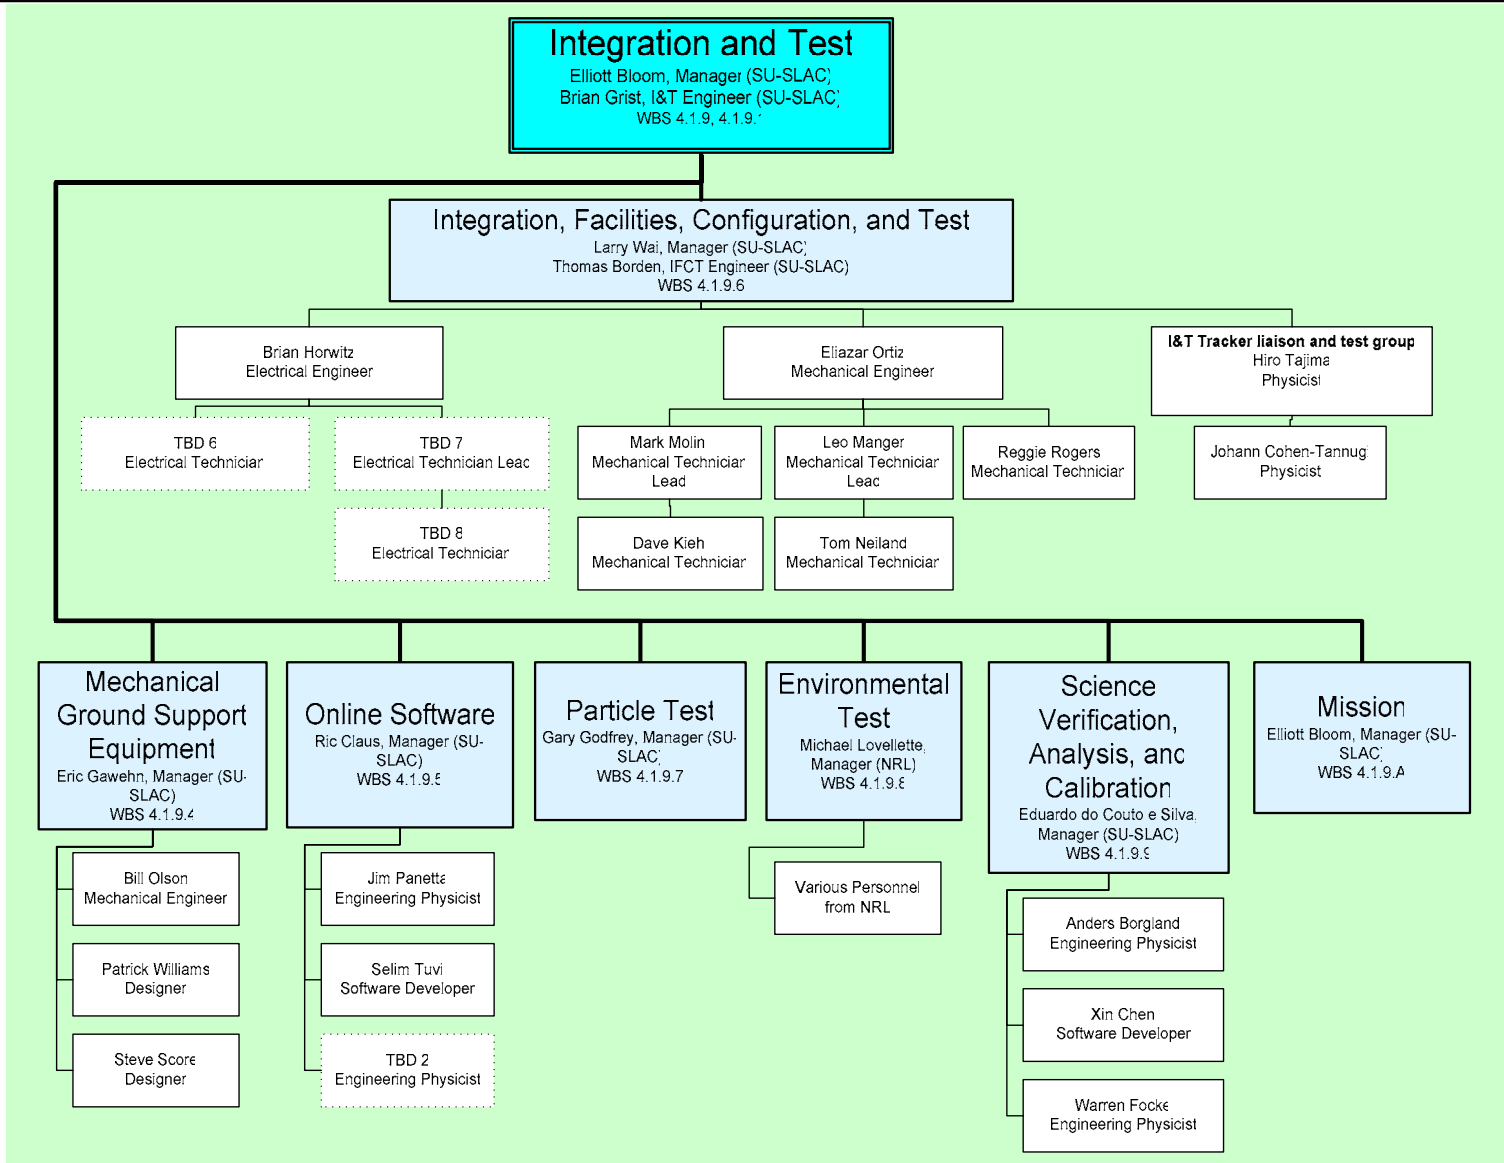 Integration and Test
Elliott Bloom, Manager (SU-SLAC)
Brian Grist, I&T Engineer (SU-SLAC)
WBS 4.1.9, 4.1.9.1
Integration, Facilities, Configuration, and Test
Larry Wai, Manager (SU-SLAC)
Thomas Borden, IFCT Engineer (SU-SLAC)
WBS 4.1.9.6
Brian Horwitz
Electrical Engineer
Eliazar Ortiz
Mechanical Engineer
I&T Tracker liaison and test group
Hiro Tajima
Physicist
TBD 6
Electrical Technician
TBD 7
Electrical Technician Lead
Mark Molin
Mechanical Technician
Lead
Leo Manger
Mechanical Technician
Lead
Reggie Rogers
Mechanical Technician
Johann Cohen-Tannug
Physicist
TBD 8
Electrical Technician
Dave Kieh
Mechanical Technician
Tom Neiland
Mechanical Technician
Mechanical
Ground Support
Equipment
Eric Gawehn, Manager (SU-
SLAC)
WBS 4.1.9.4
Online Software
Ric Claus, Manager (SU-
SLAC)
WBS 4.1.9.5
Particle Test
Gary Godfrey, Manager (SU-
SLAC)
WBS 4.1.9.7
Environmental
Test
Michael Lovellette,
Manager (NRL)
WBS 4.1.9.8
Science
Verification,
Analysis, and
Calibration
Eduardo do Couto e Silva,
Manager (SU-SLAC)
WBS 4.1.9.9
Mission
Elliott Bloom, Manager (SU-
SLAC)
WBS 4.1.9.A
Bill Olson
Mechanical Engineer
Patrick Williams
Designer
Steve Score
Designer
Jim Panetta
Engineering Physicist
Selim Tuvi
Software Developer
TBD 2
Engineering Physicist
Various Personnel
from NRL
Anders Borgland
Engineering Physicist
Xin Chen
Software Developer
Warren Focke
Engineering Physicist